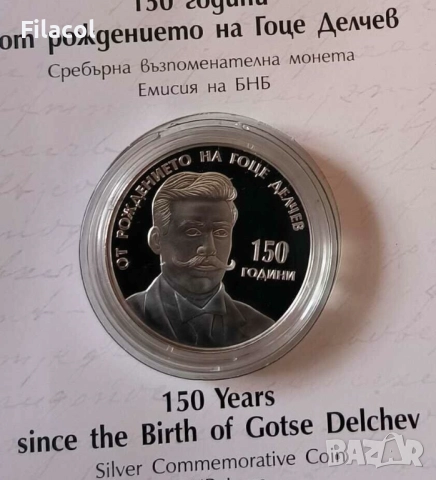 Filacol
150 години
от рождението на Гоце Делчев
Сребърна възпоменателна монета
Емисия на БНБ
ОТ РОЖДЕНИЕТО НА ГОЦЕ ДЕЛЧЕВ
150
ГОДИНИ
150 Years
since the Birth of Gotse Delchev
Silver Commemorative Coin
BAZAR